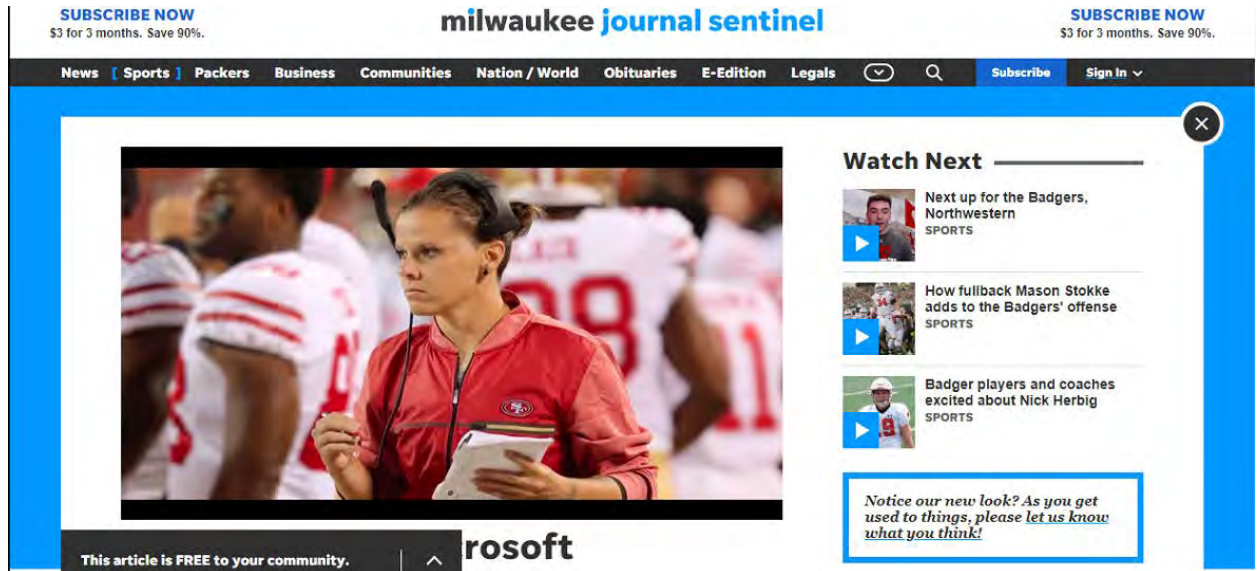 SUBSCRIBE NOW
$3 for 3 months. Save 90%.
milwaukee journal sentinel
SUBSCRIBE NOW
$3 for 3 months. Save 90%.
News [ Sports ] Packers Business Communities Nation / World Obituaries E-Edition Legals Subscribe Sign In
Watch Next
Next up for the Badgers,
Northwestern
SPORTS
How fullback Mason Stokke
adds to the Badgers' offense
SPORTS
Badger players and coaches
excited about Nick Herbig
SPORTS
Notice our new look? As you get
used to things, please let us know
what you think!
rosoft
This article is FREE to your community.